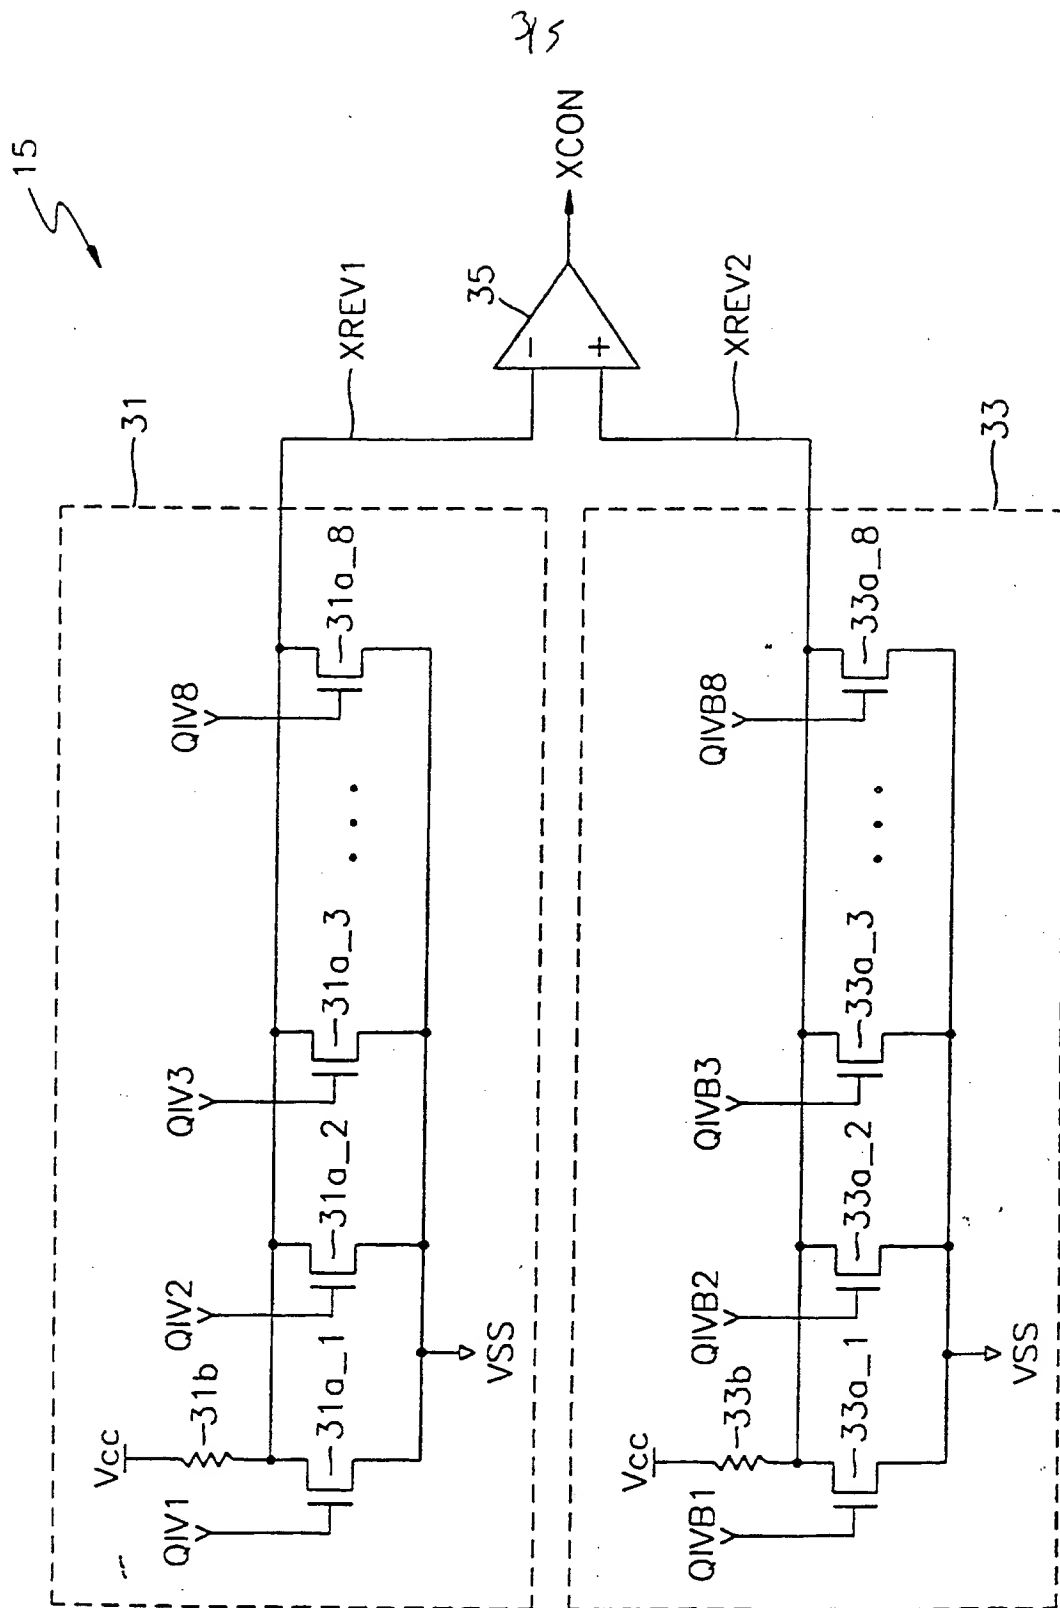 3/5
15
31
QIV1
Vcc
31b
31a_1
VSS
QIV2
31a_2
QIV3
31a_3
QIV8
31a_8
XREV1
35
-
+
XCON
XREV2
33
QIVB1
Vcc
33b
33a_1
VSS
QIVB2
33a_2
QIVB3
33a_3
QIVB8
33a_8